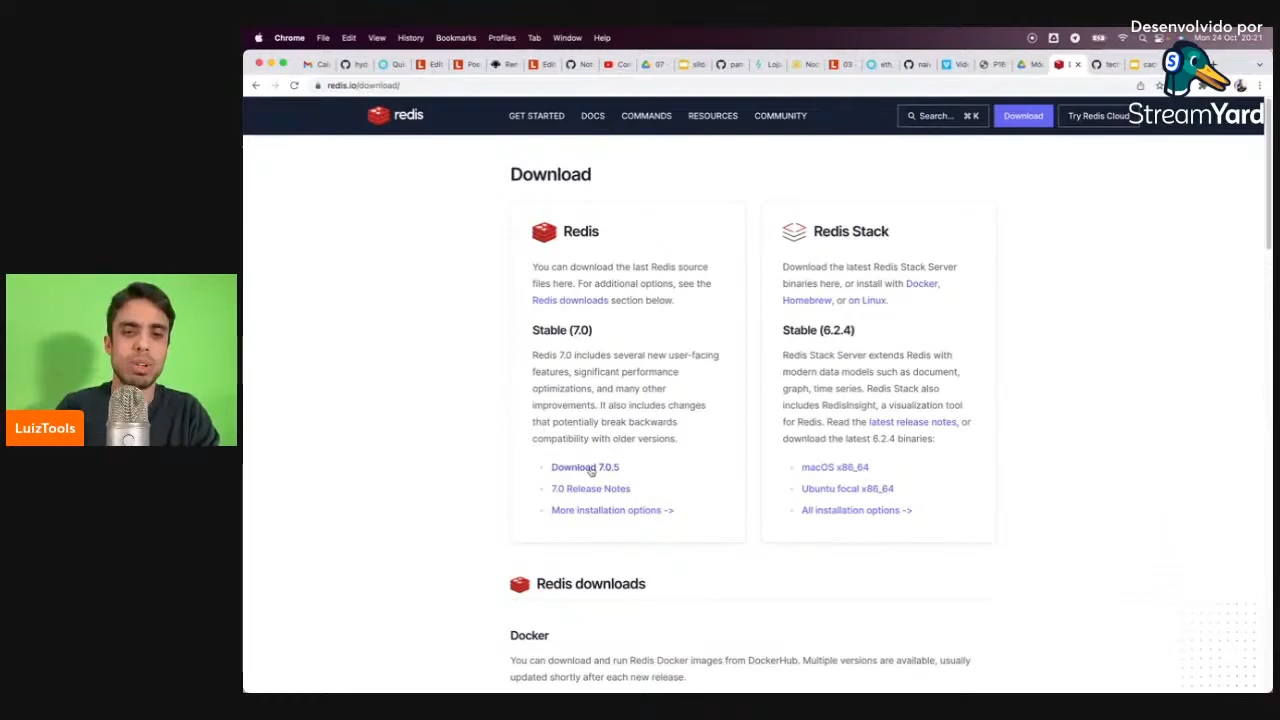 Desenvolvido por
StreamYard
Chrome File Edit View History Bookmarks Profiles Tab Window Help
Mon 24 Oct 20:21
redis.io/download/
redis
GET STARTED DOCS COMMANDS RESOURCES COMMUNITY
Search... ⌘ K
Download
Try Redis Cloud
Download
Redis
You can download the last Redis source
files here. For additional options, see the
Redis downloads section below.
Stable (7.0)
Redis 7.0 includes several new user-facing
features, significant performance
optimizations, and many other
improvements. It also includes changes
that potentially break backwards
compatibility with older versions.
Download 7.0.5
7.0 Release Notes
More installation options ->
Redis Stack
Download the latest Redis Stack Server
binaries here, or install with Docker,
Homebrew, or on Linux.
Stable (6.2.4)
Redis Stack Server extends Redis with
modern data models such as document,
graph, time series. Redis Stack also
includes RedisInsight, a visualization tool
for Redis. Read the latest release notes, or
download the latest 6.2.4 binaries:
macOS x86_64
Ubuntu focal x86_64
All installation options ->
LuizTools
Redis downloads
Docker
You can download and run Redis Docker images from DockerHub. Multiple versions are available, usually
updated shortly after each new release.